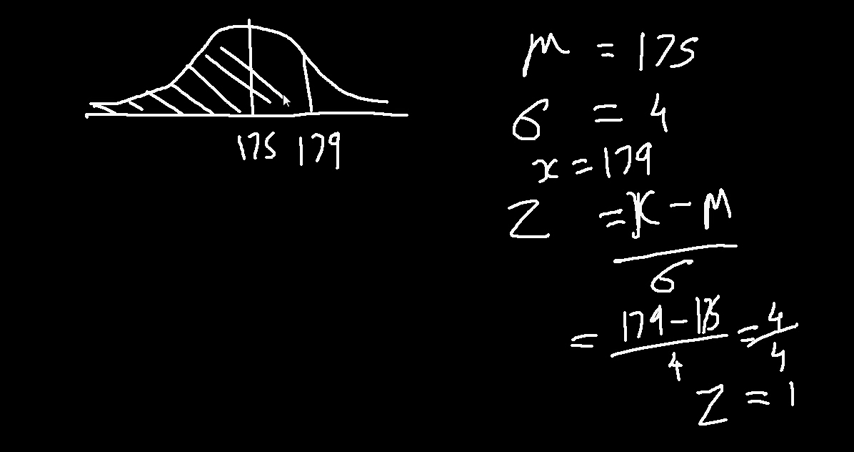 175 179
μ = 175
σ = 4
x = 179
Z = x - μ
σ
= 179 - 175 = 4
4 4
Z = 1